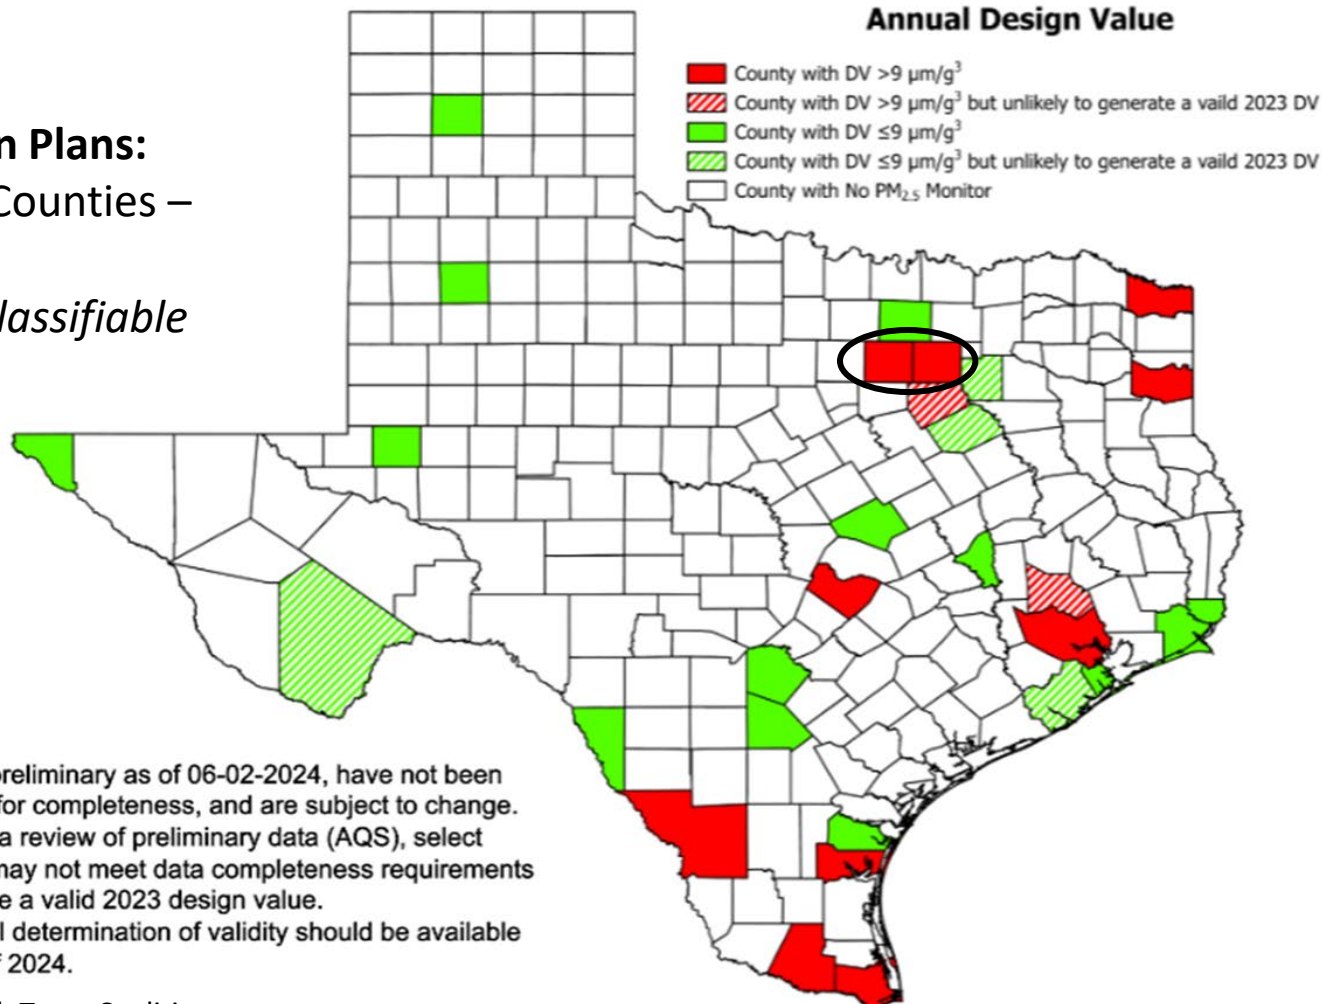 Annual Design Value
County with DV >9 µm/g³
County with DV >9 µm/g³ but unlikely to generate a vaild 2023 DV
County with DV ≤9 µm/g³
County with DV ≤9 µm/g³ but unlikely to generate a vaild 2023 DV
County with No PM₂.₅ Monitor
n Plans:
Counties –
lassifiable
preliminary as of 06-02-2024, have not been
for completeness, and are subject to change.
a review of preliminary data (AQS), select
may not meet data completeness requirements
e a valid 2023 design value.
l determination of validity should be available
f 2024.